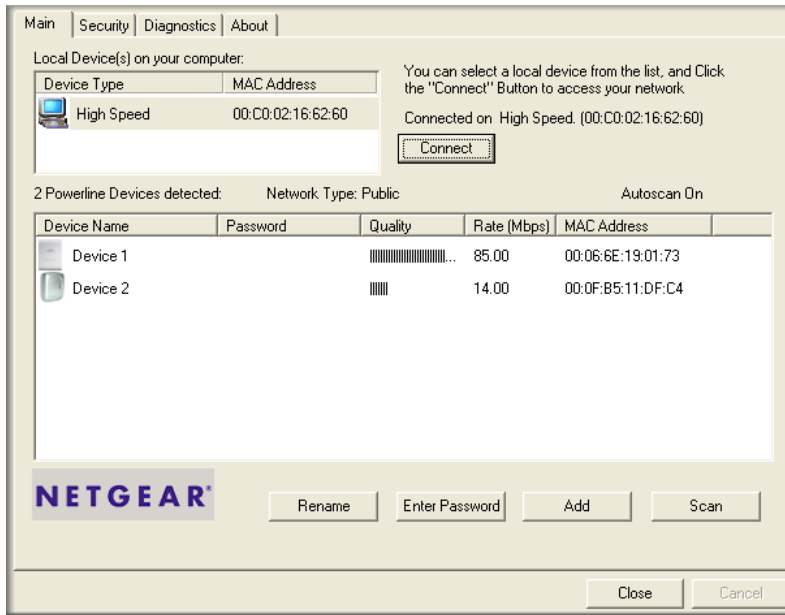 Main Security Diagnostics About
Local Device(s) on your computer:
Device Type MAC Address
High Speed 00:C0:02:16:62:60
You can select a local device from the list, and Click
the "Connect" Button to access your network
Connected on High Speed. (00:C0:02:16:62:60)
Connect
2 Powerline Devices detected: Network Type: Public Autoscan On
Device Name Password Quality Rate (Mbps) MAC Address
Device 1 ... 85.00 00:06:6E:19:01:73
Device 2 14.00 00:0F:B5:11:DF:C4
NETGEAR®
Rename Enter Password Add Scan
Close Cancel